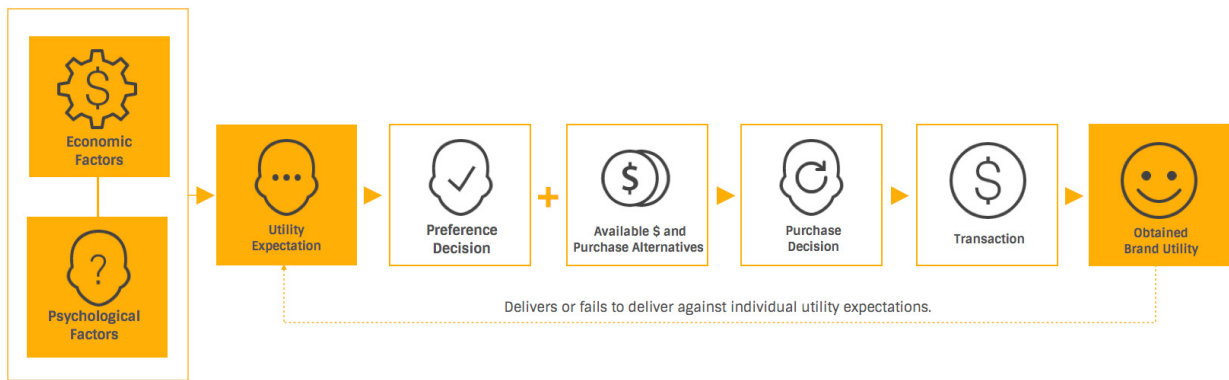 $
Economic
Factors
?
Psychological
Factors
Utility
Expectation
Preference
Decision
+
$
Available $ and
Purchase Alternatives
Purchase
Decision
$
Transaction
Obtained
Brand Utility
Delivers or fails to deliver against individual utility expectations.